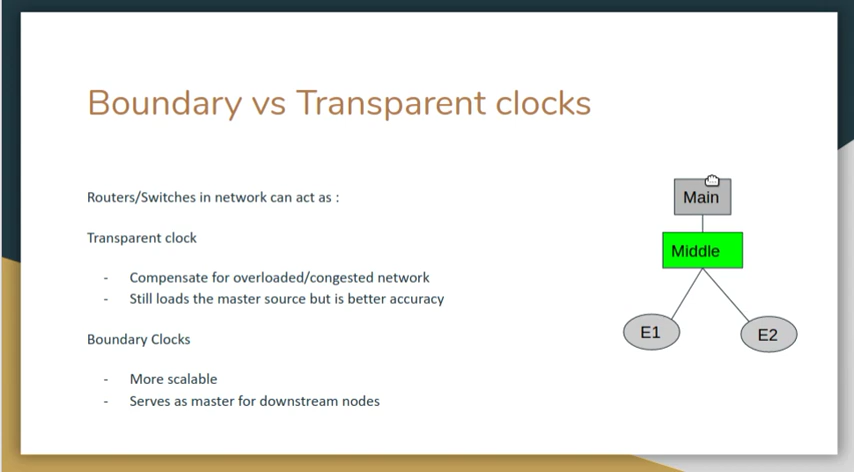 Boundary vs Transparent clocks
Routers/Switches in network can act as :
Transparent clock
- Compensate for overloaded/congested network
- Still loads the master source but is better accuracy
Boundary Clocks
- More scalable
- Serves as master for downstream nodes
Main
Middle
E1
E2